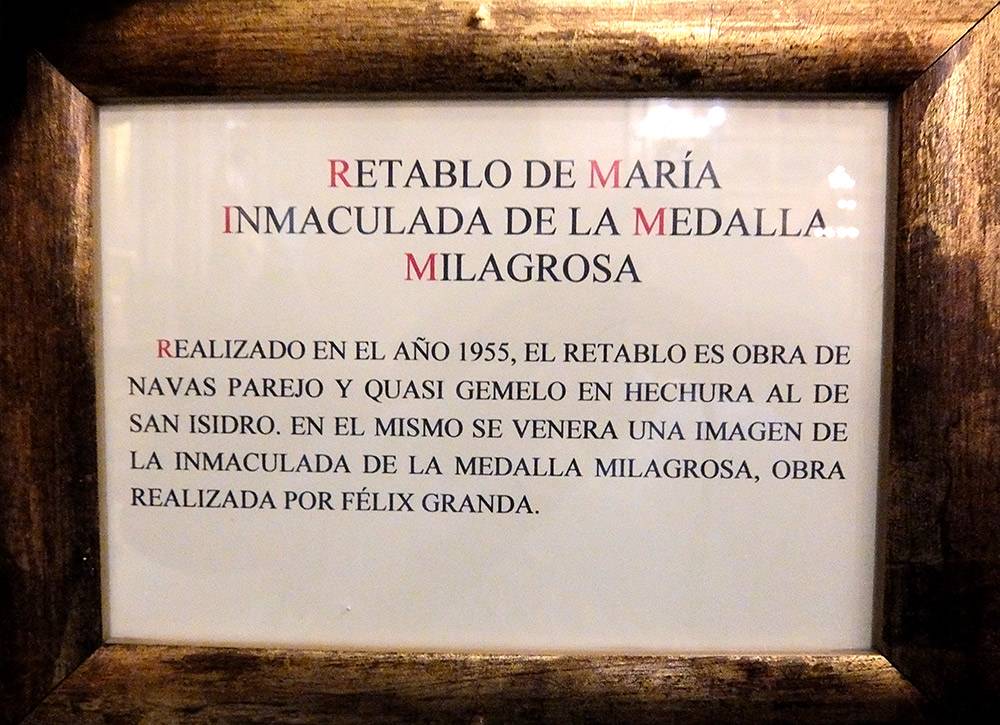 RETABLO DE MARÍA
INMACULADA DE LA MEDALLA
MILAGROSA
REALIZADO EN EL AÑO 1955, EL RETABLO ES OBRA DE
NAVAS PAREJO Y QUASI GEMELO EN HECHURA AL DE
SAN ISIDRO. EN EL MISMO SE VENERA UNA IMAGEN DE
LA INMACULADA DE LA MEDALLA MILAGROSA, OBRA
REALIZADA POR FÉLIX GRANDA.